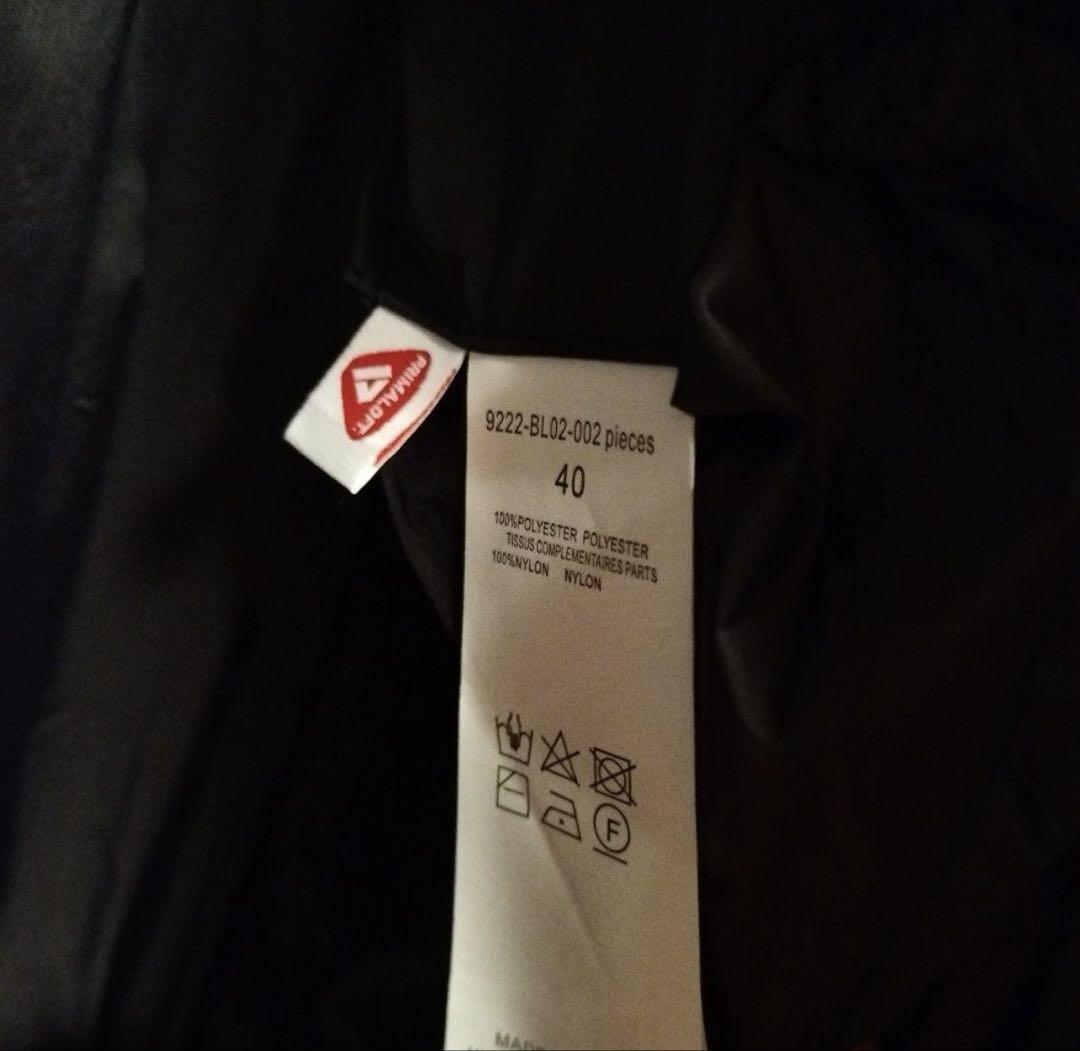 PRIMALOFT
9222-BL02-002 pieces
40
100%POLYESTER POLYESTER
TISSUS COMPLEMENTAIRES PARTS
100%NYLON NYLON
F